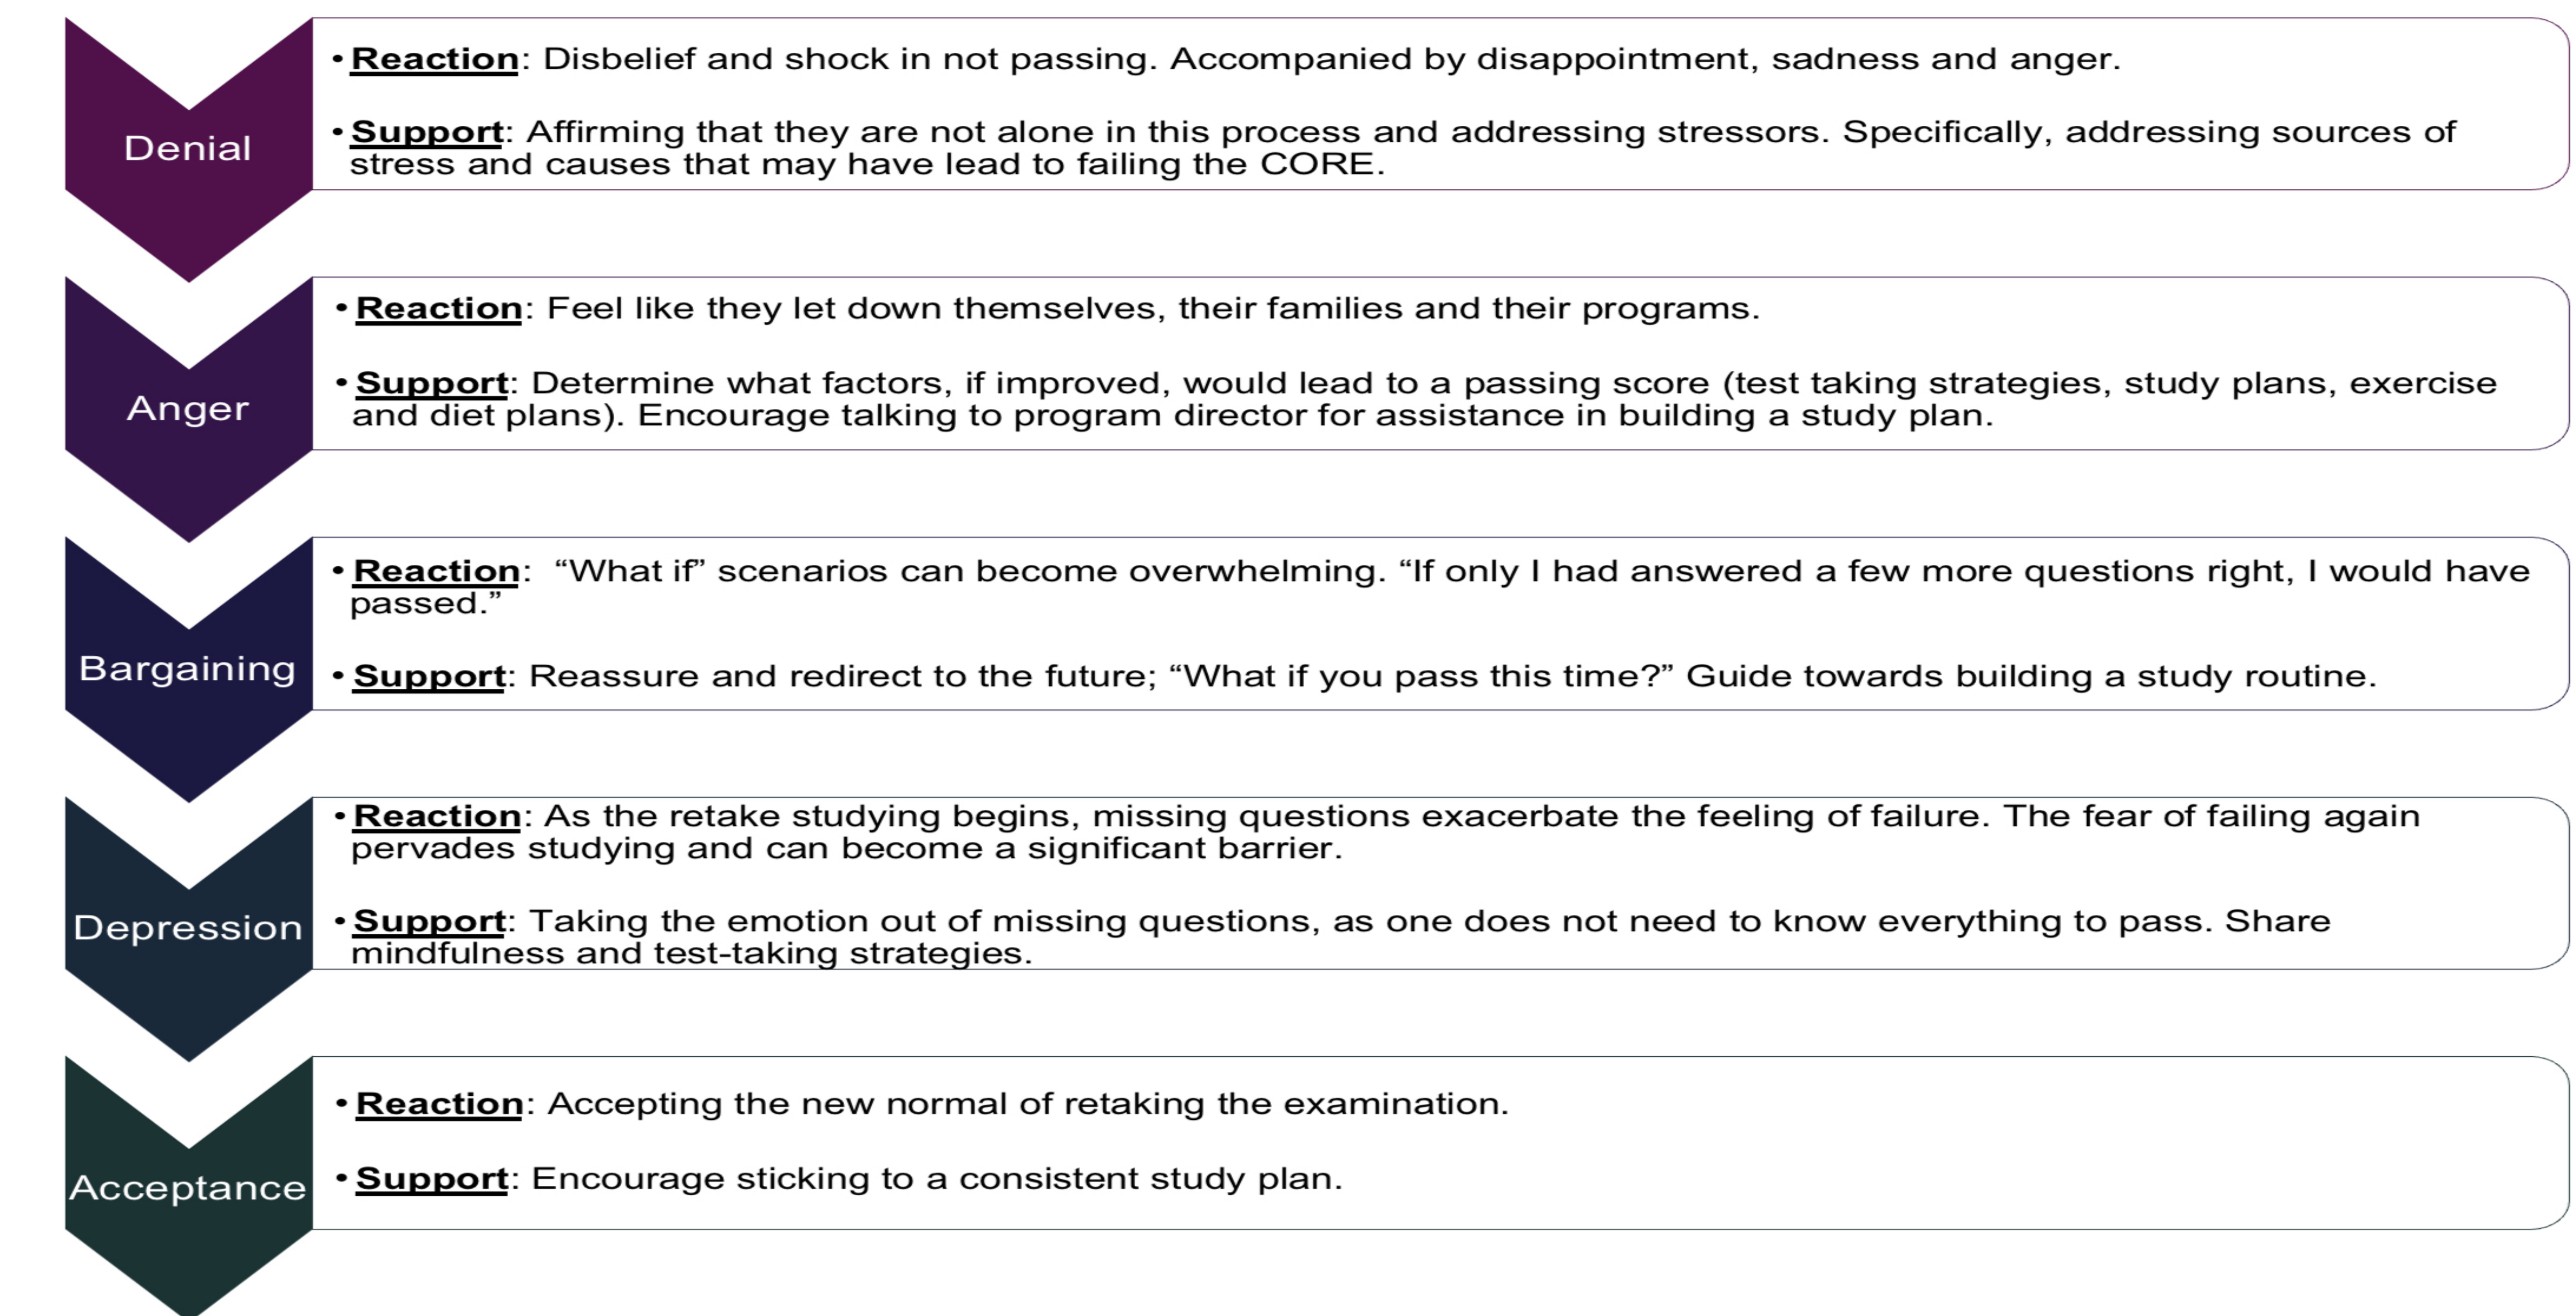 Denial
•Reaction: Disbelief and shock in not passing. Accompanied by disappointment, sadness and anger.
•Support: Affirming that they are not alone in this process and addressing stressors. Specifically, addressing sources of
stress and causes that may have lead to failing the CORE.
Anger
•Reaction: Feel like they let down themselves, their families and their programs.
•Support: Determine what factors, if improved, would lead to a passing score (test taking strategies, study plans, exercise
and diet plans). Encourage talking to program director for assistance in building a study plan.
Bargaining
•Reaction: “What if” scenarios can become overwhelming. “If only I had answered a few more questions right, I would have
passed.”
•Support: Reassure and redirect to the future; “What if you pass this time?” Guide towards building a study routine.
Depression
•Reaction: As the retake studying begins, missing questions exacerbate the feeling of failure. The fear of failing again
pervades studying and can become a significant barrier.
•Support: Taking the emotion out of missing questions, as one does not need to know everything to pass. Share
mindfulness and test-taking strategies.
Acceptance
•Reaction: Accepting the new normal of retaking the examination.
•Support: Encourage sticking to a consistent study plan.